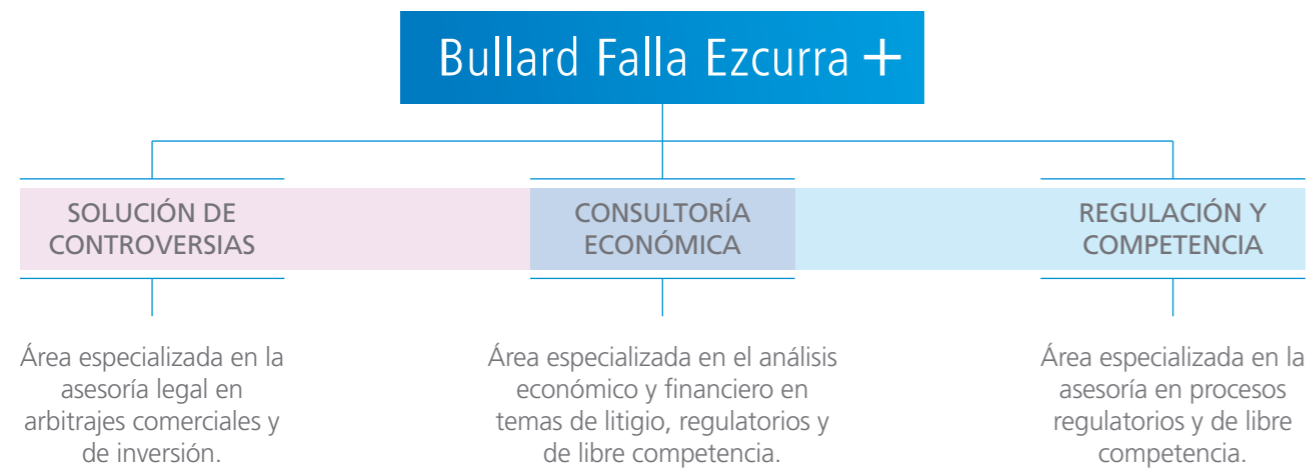 Bullard Falla Ezcurra +
SOLUCIÓN DE
CONTROVERSIAS
Área especializada en la
asesoría legal en
arbitrajes comerciales y
de inversión.
CONSULTORÍA
ECONÓMICA
Área especializada en el análisis
económico y financiero en
temas de litigio, regulatorios y
de libre competencia.
REGULACIÓN Y
COMPETENCIA
Área especializada en la
asesoría en procesos
regulatorios y de libre
competencia.